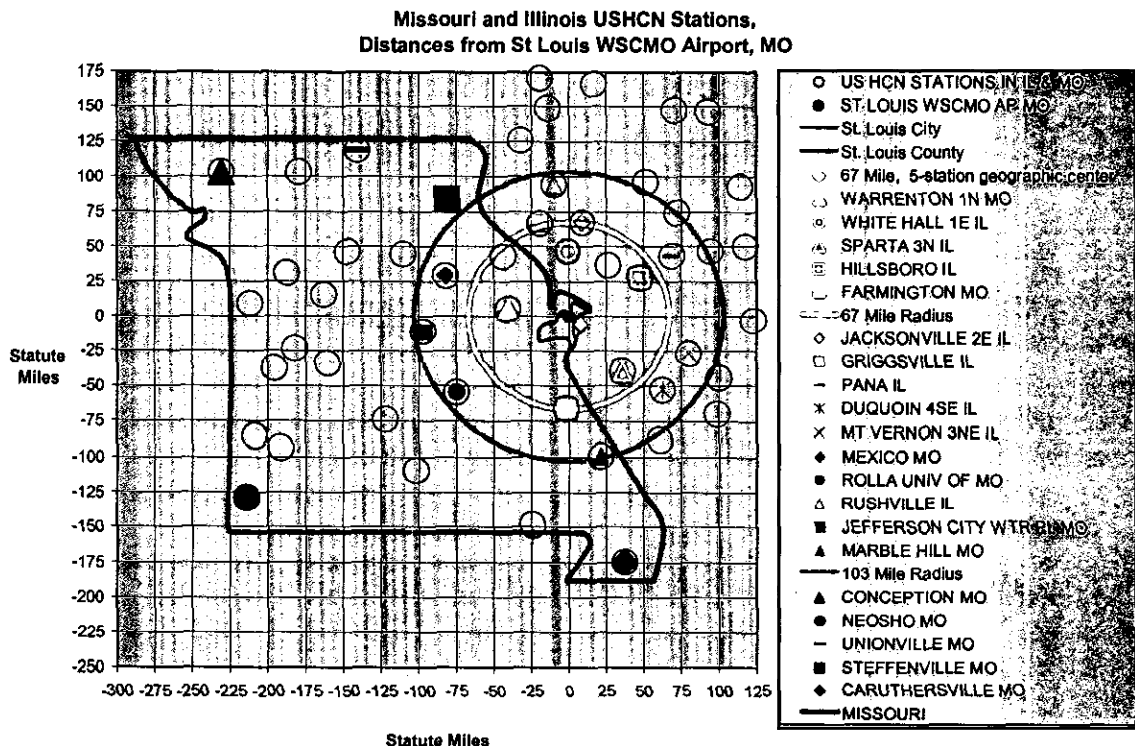 Missouri and Illinois USHCN Stations,
Distances from St Louis WSCMO Airport, MO
175
150
125
100
75
50
25
0
-25
-50
-75
-100
-125
-150
-175
-200
-225
-250
Statute
Miles
-300 -275 -250 -225 -200 -175 -150 -125 -100 -75 -50 -25 0 25 50 75 100 125
Statute Miles
US HCN STATIONS IN IL & MO
ST LOUIS WSCMO AP MO
St. Louis City
St. Louis County
67 Mile, 5-station geographic center
WARRENTON 1N MO
WHITE HALL 1E IL
SPARTA 3N IL
HILLSBORO IL
FARMINGTON MO
67 Mile Radius
JACKSONVILLE 2E IL
GRIGGSVILLE IL
PANA IL
DUQUOIN 4SE IL
MT VERNON 3NE IL
MEXICO MO
ROLLA UNIV OF MO
RUSHVILLE IL
JEFFERSON CITY WTR PL MO
MARBLE HILL MO
103 Mile Radius
CONCEPTION MO
NEOSHO MO
UNIONVILLE MO
STEFFENVILLE MO
CARUTHERSVILLE MO
MISSOURI